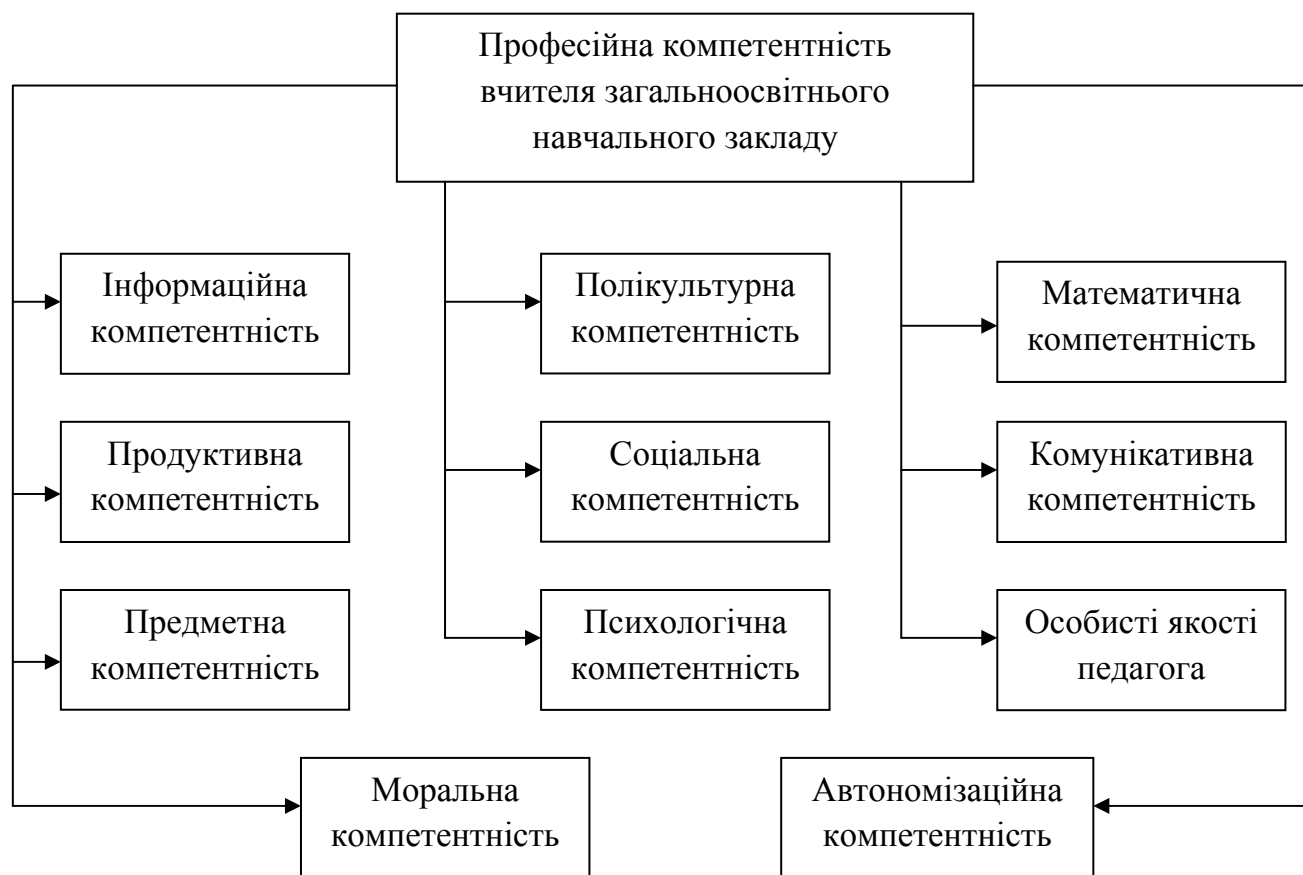 Професійна компетентність
вчителя загальноосвітнього
навчального закладу
Інформаційна
компетентність
Полікультурна
компетентність
Математична
компетентність
Продуктивна
компетентність
Соціальна
компетентність
Комунікативна
компетентність
Предметна
компетентність
Психологічна
компетентність
Особисті якості
педагога
Моральна
компетентність
Автономізаційна
компетентність